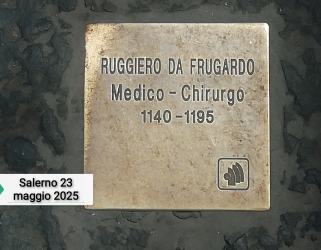 RUGGIERO DA FRUGARDO
Medico - Chirurgo
1140-1195
Salerno 23
maggio 2025